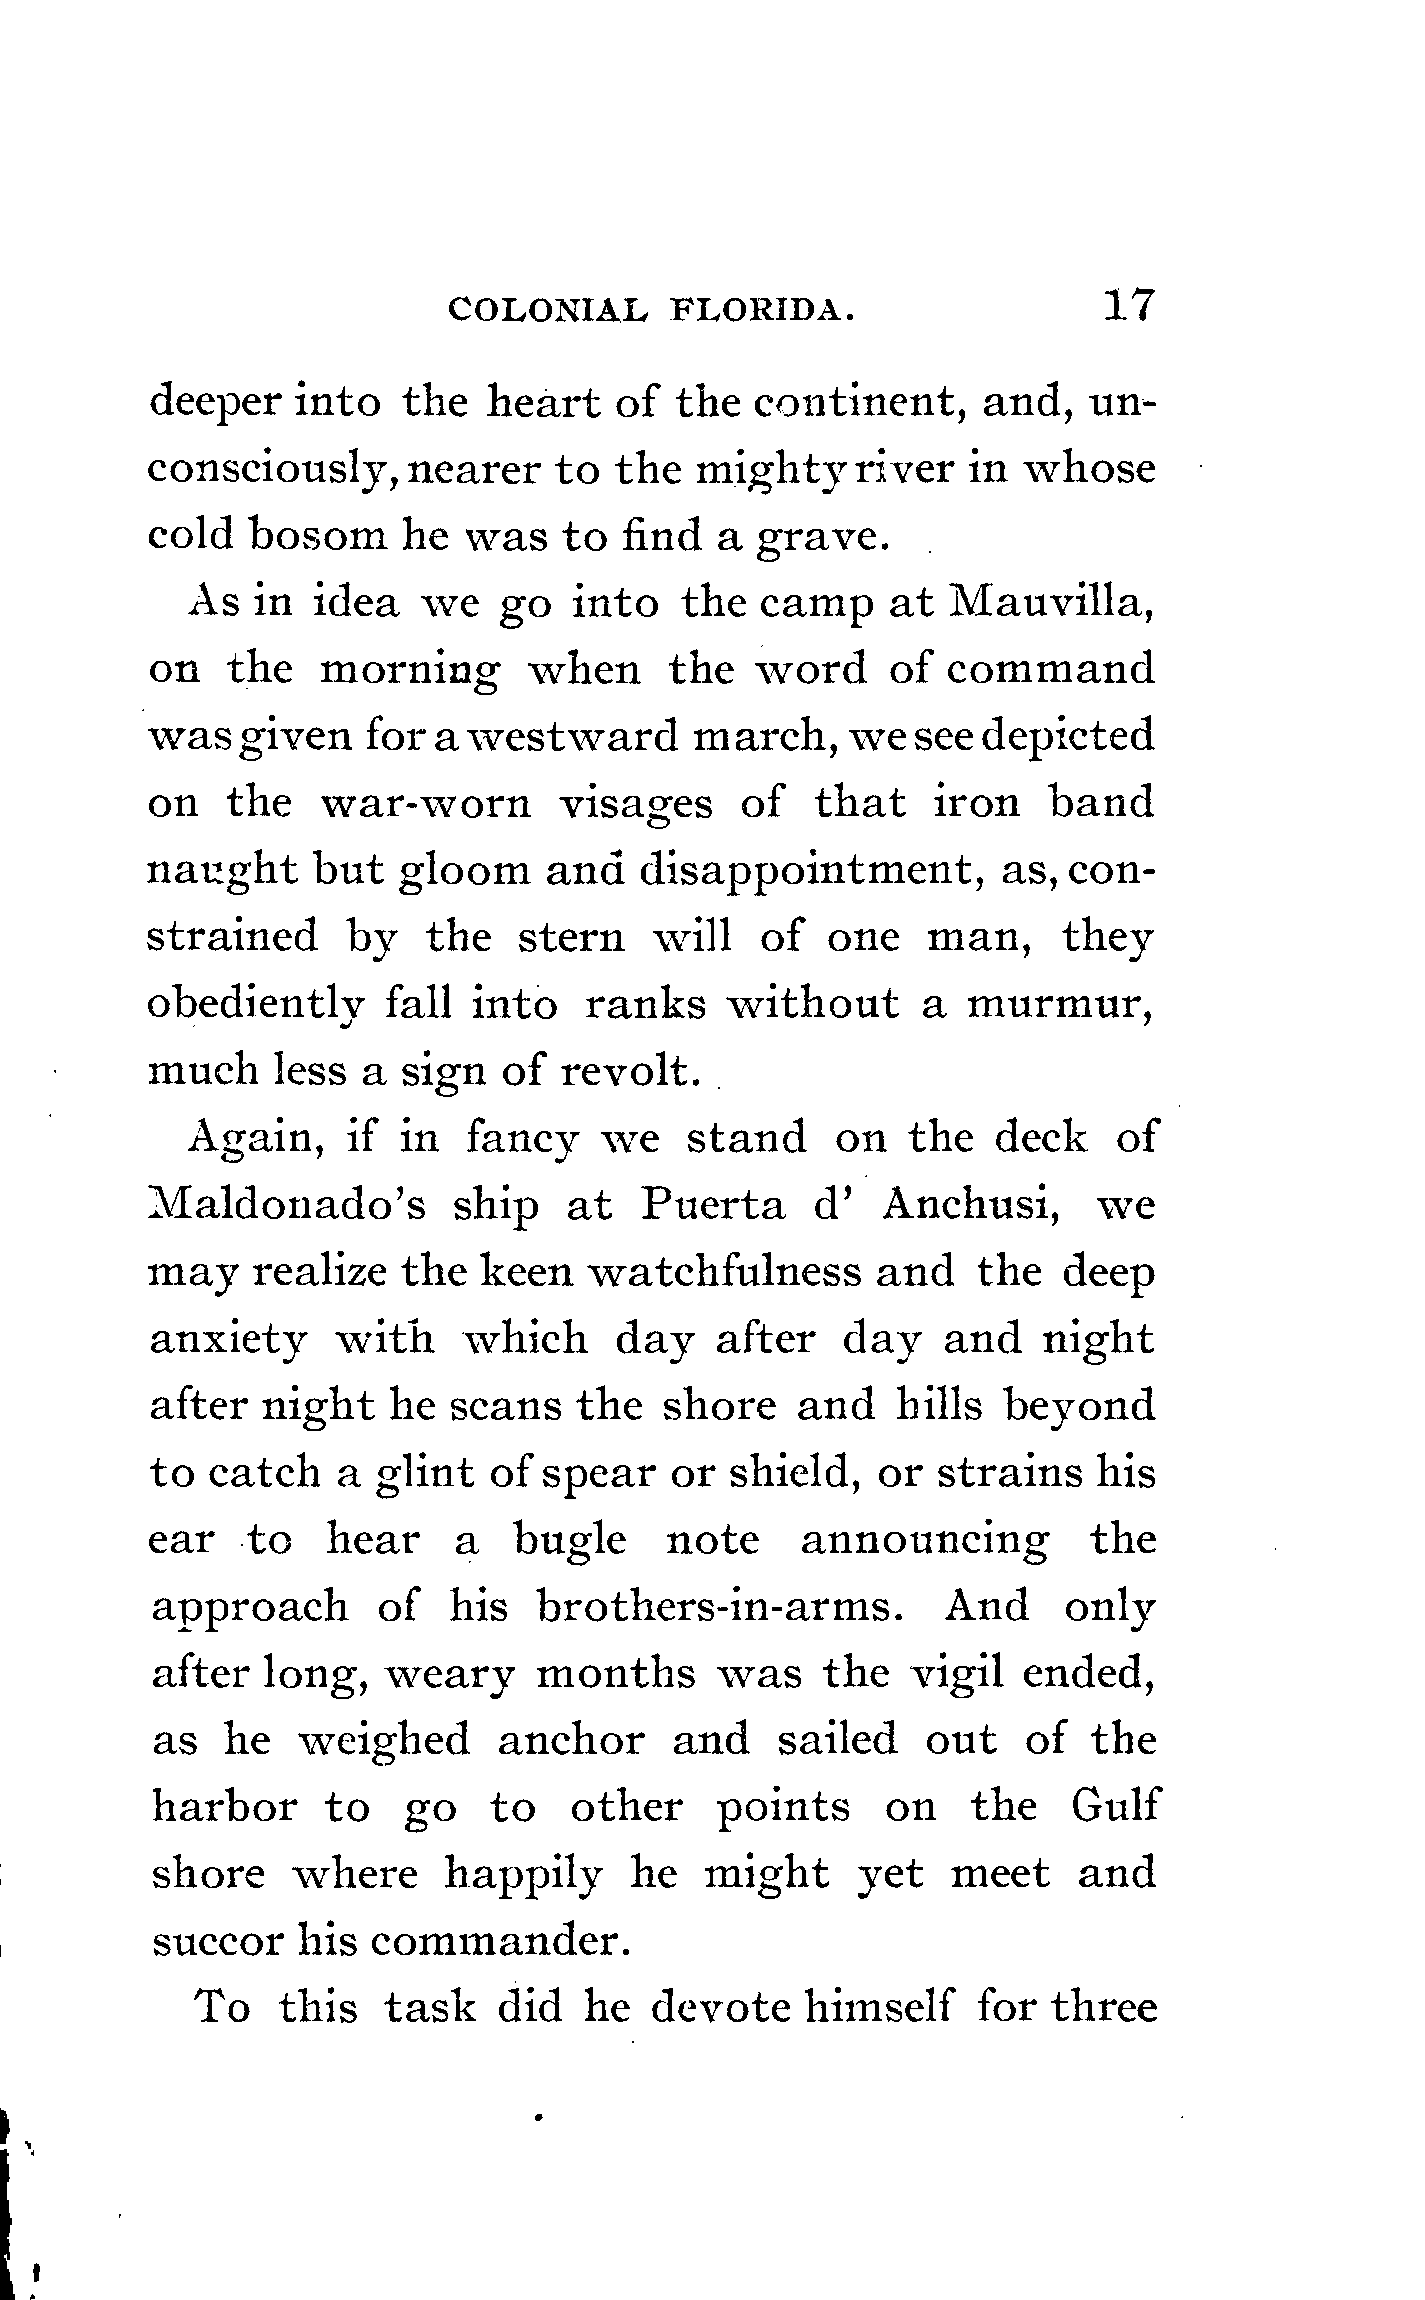 COLONIAL FLORIDA. 17
deeper into the heart of the continent, and, un-
consciously, nearer to the mighty river in whose
cold bosom he was to find a grave.
As in idea we go into the camp at Mauvilla,
on the morning when the word of command
was given for a westward march, we see depicted
on the war-worn visages of that iron band
naught but gloom and disappointment, as, con-
strained by the stern will of one man, they
obediently fall into ranks without a murmur,
much less a sign of revolt.
Again, if in fancy we stand on the deck of
Maldonado's ship at Puerta d' Anchusi, we
may realize the keen watchfulness and the deep
anxiety with which day after day and night
after night he scans the shore and hills beyond
to catch a glint of spear or shield, or strains his
ear to hear a bugle note announcing the
approach of his brothers-in-arms. And only
after long, weary months was the vigil ended,
as he weighed anchor and sailed out of the
harbor to go to other points on the Gulf
shore where happily he might yet meet and
succor his commander.
To this task did he devote himself for three